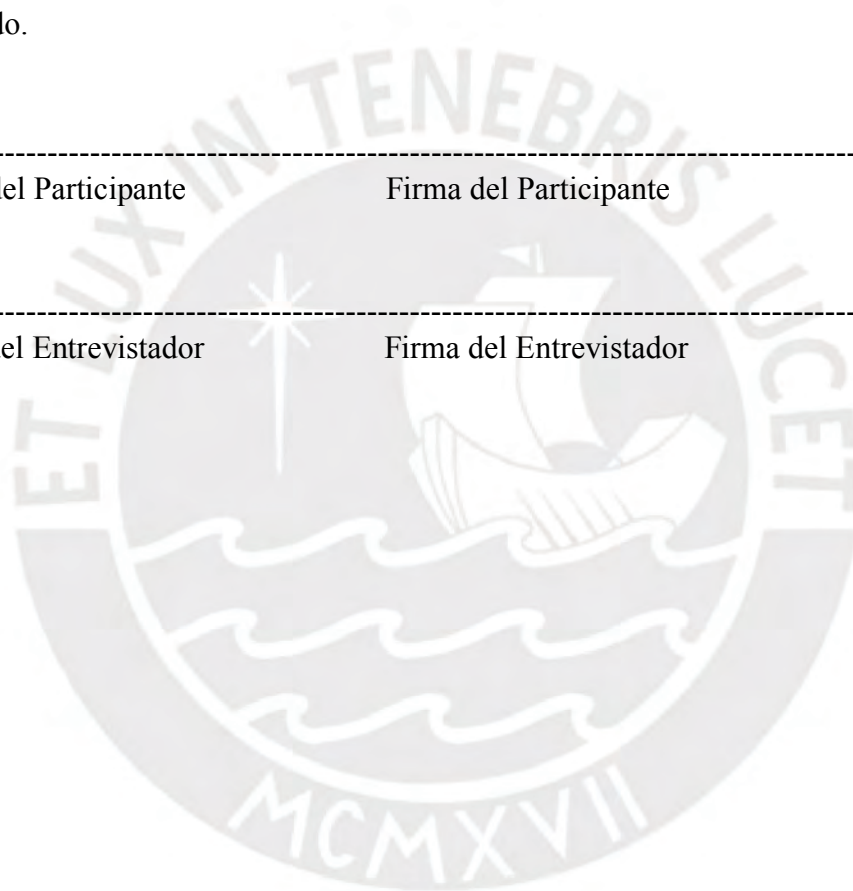 do.
del Participante Firma del Participante
del Entrevistador Firma del Entrevistador
ET LUX IN TENEBRIS LUCET
MCMXVII